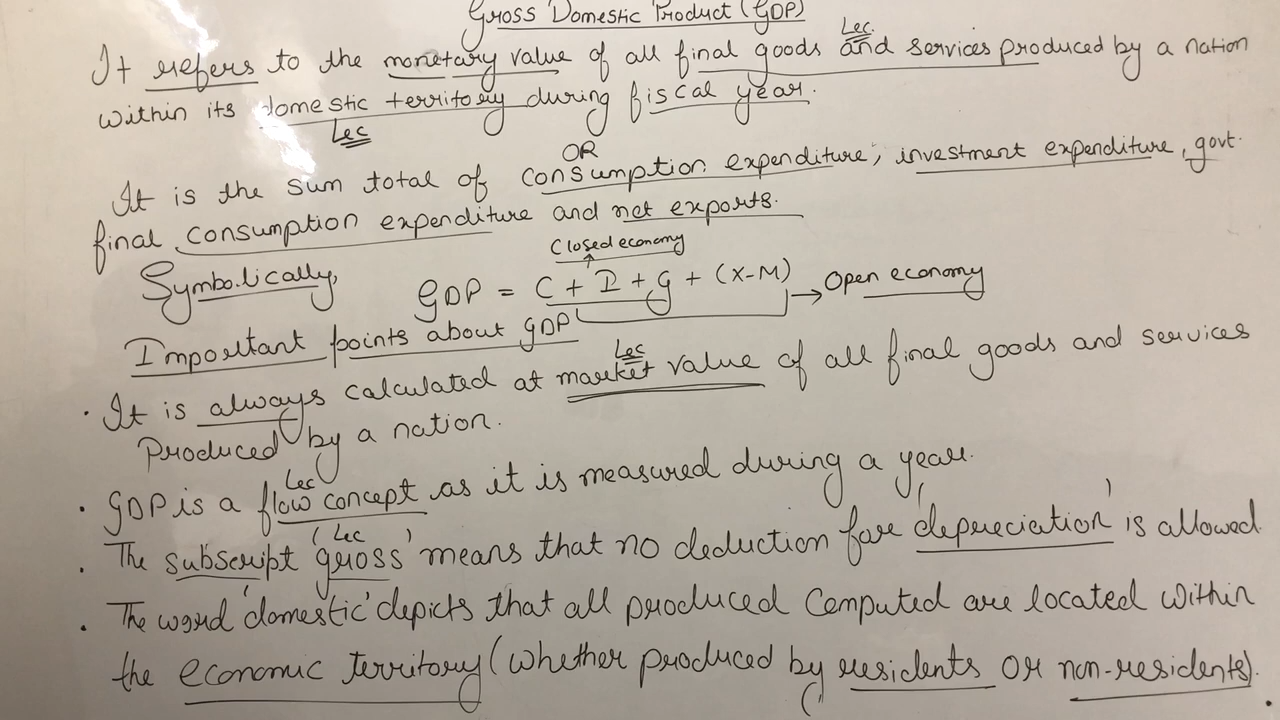 Gross Domestic Product (GDP)
Lec.
It refers to the monetary value of all final goods and services produced by a nation
within its domestic territory during fiscal year.
Lec
OR
It is the sum total of consumption expenditure, investment expenditure, govt.
final consumption expenditure and net exports.
Closed economy
Symbolically, GDP = C + I + G + (X-M) → Open economy
Important points about GDP
Lec
• It is always calculated at market value of all final goods and services
Produced by a nation.
Lec
• GDP is a flow concept as it is measured during a year.
Lec
• The subscript 'gross' means that no deduction for 'depreciation' is allowed
• The word 'domestic' depicts that all produced Computed are located within
the economic territory (whether produced by residents or non-residents).